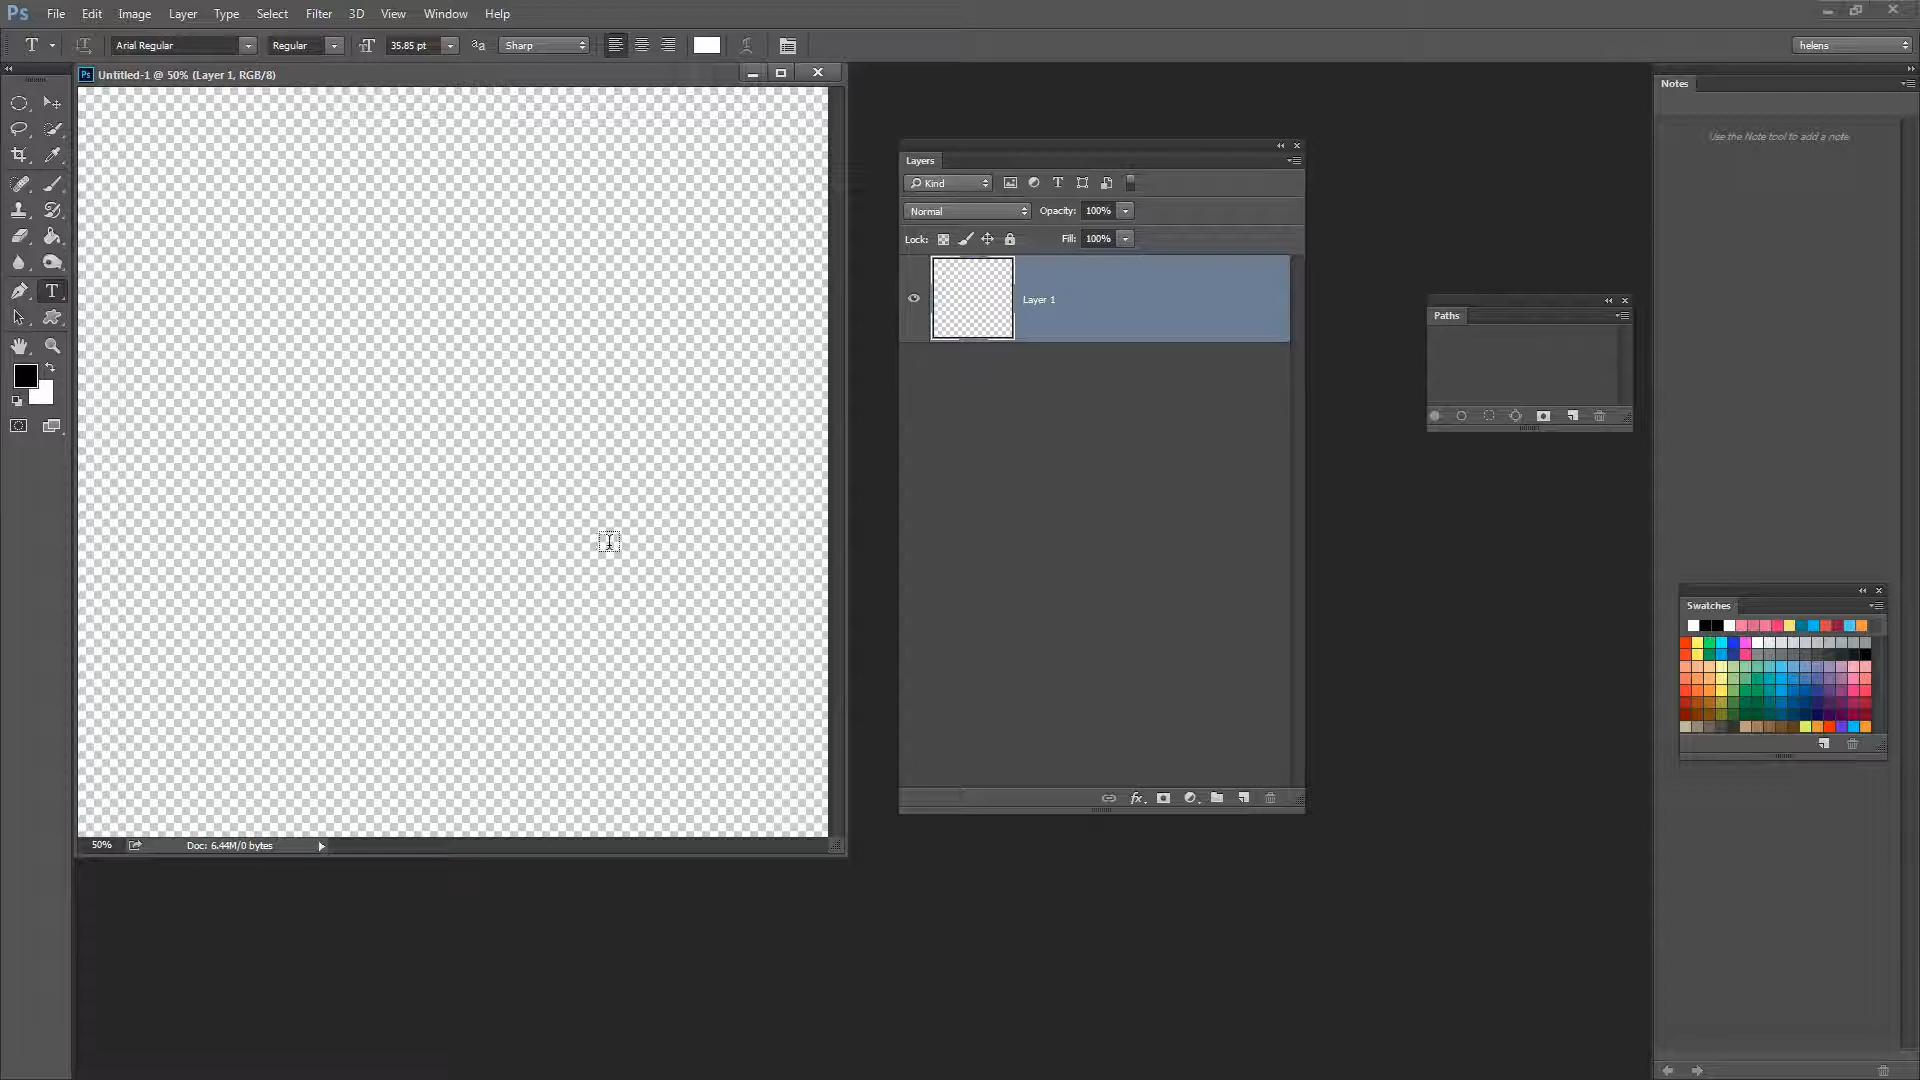 Ps File Edit Image Layer Type Select Filter 3D View Window Help
T Arial Regular Regular 35.85 pt Sharp helens
Ps Untitled-1 @ 50% (Layer 1, RGB/8)
Notes
Use the Note tool to add a note
Layers
Kind
Normal Opacity: 100%
Lock: Fill: 100%
Layer 1
Paths
Swatches
50% Doc: 6.44M/0 bytes